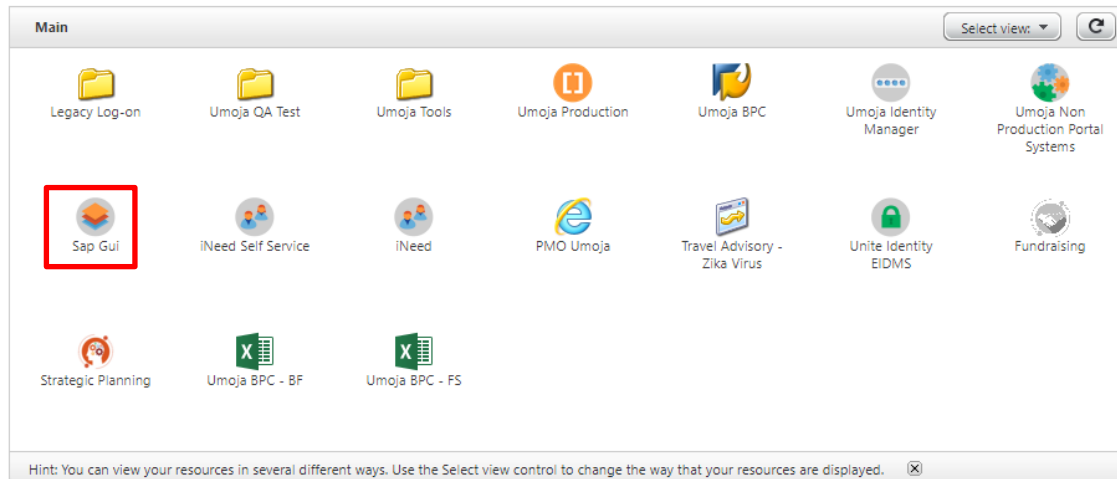 Main
Select view:
Legacy Log-on
Umoja QA Test
Umoja Tools
Umoja Production
Umoja BPC
Umoja Identity
Manager
Umoja Non
Production Portal
Systems
Sap Gui
iNeed Self Service
iNeed
PMO Umoja
Travel Advisory -
Zika Virus
Unite Identity
EIDMS
Fundraising
Strategic Planning
Umoja BPC - BF
Umoja BPC - FS
Hint: You can view your resources in several different ways. Use the Select view control to change the way that your resources are displayed.